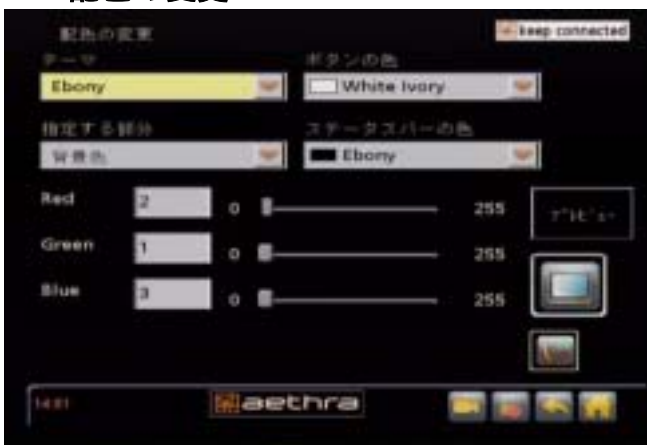 配色の変更
keep connected
テーマ
ボタンの色
Ebony
White Ivory
指定する部分
ステータスバーの色
背景色
Ebony
Red 2 0 255
プレビュー
Green 1 0 255
Blue 3 0 255
14:01
aethra